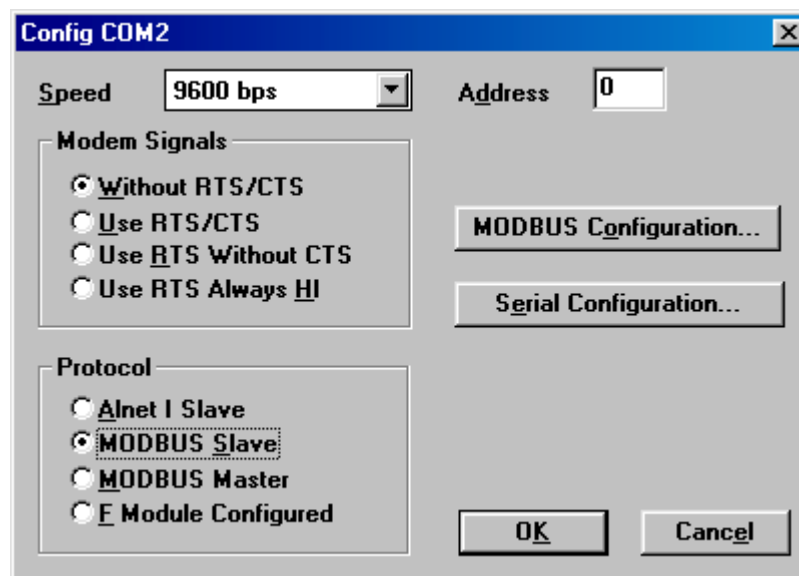 Config COM2
Speed 9600 bps Address 0
Modem Signals
Without RTS/CTS
Use RTS/CTS
Use RTS Without CTS
Use RTS Always HI
MODBUS Configuration...
Serial Configuration...
Protocol
Alnet I Slave
MODBUS Slave
MODBUS Master
F Module Configured
OK Cancel